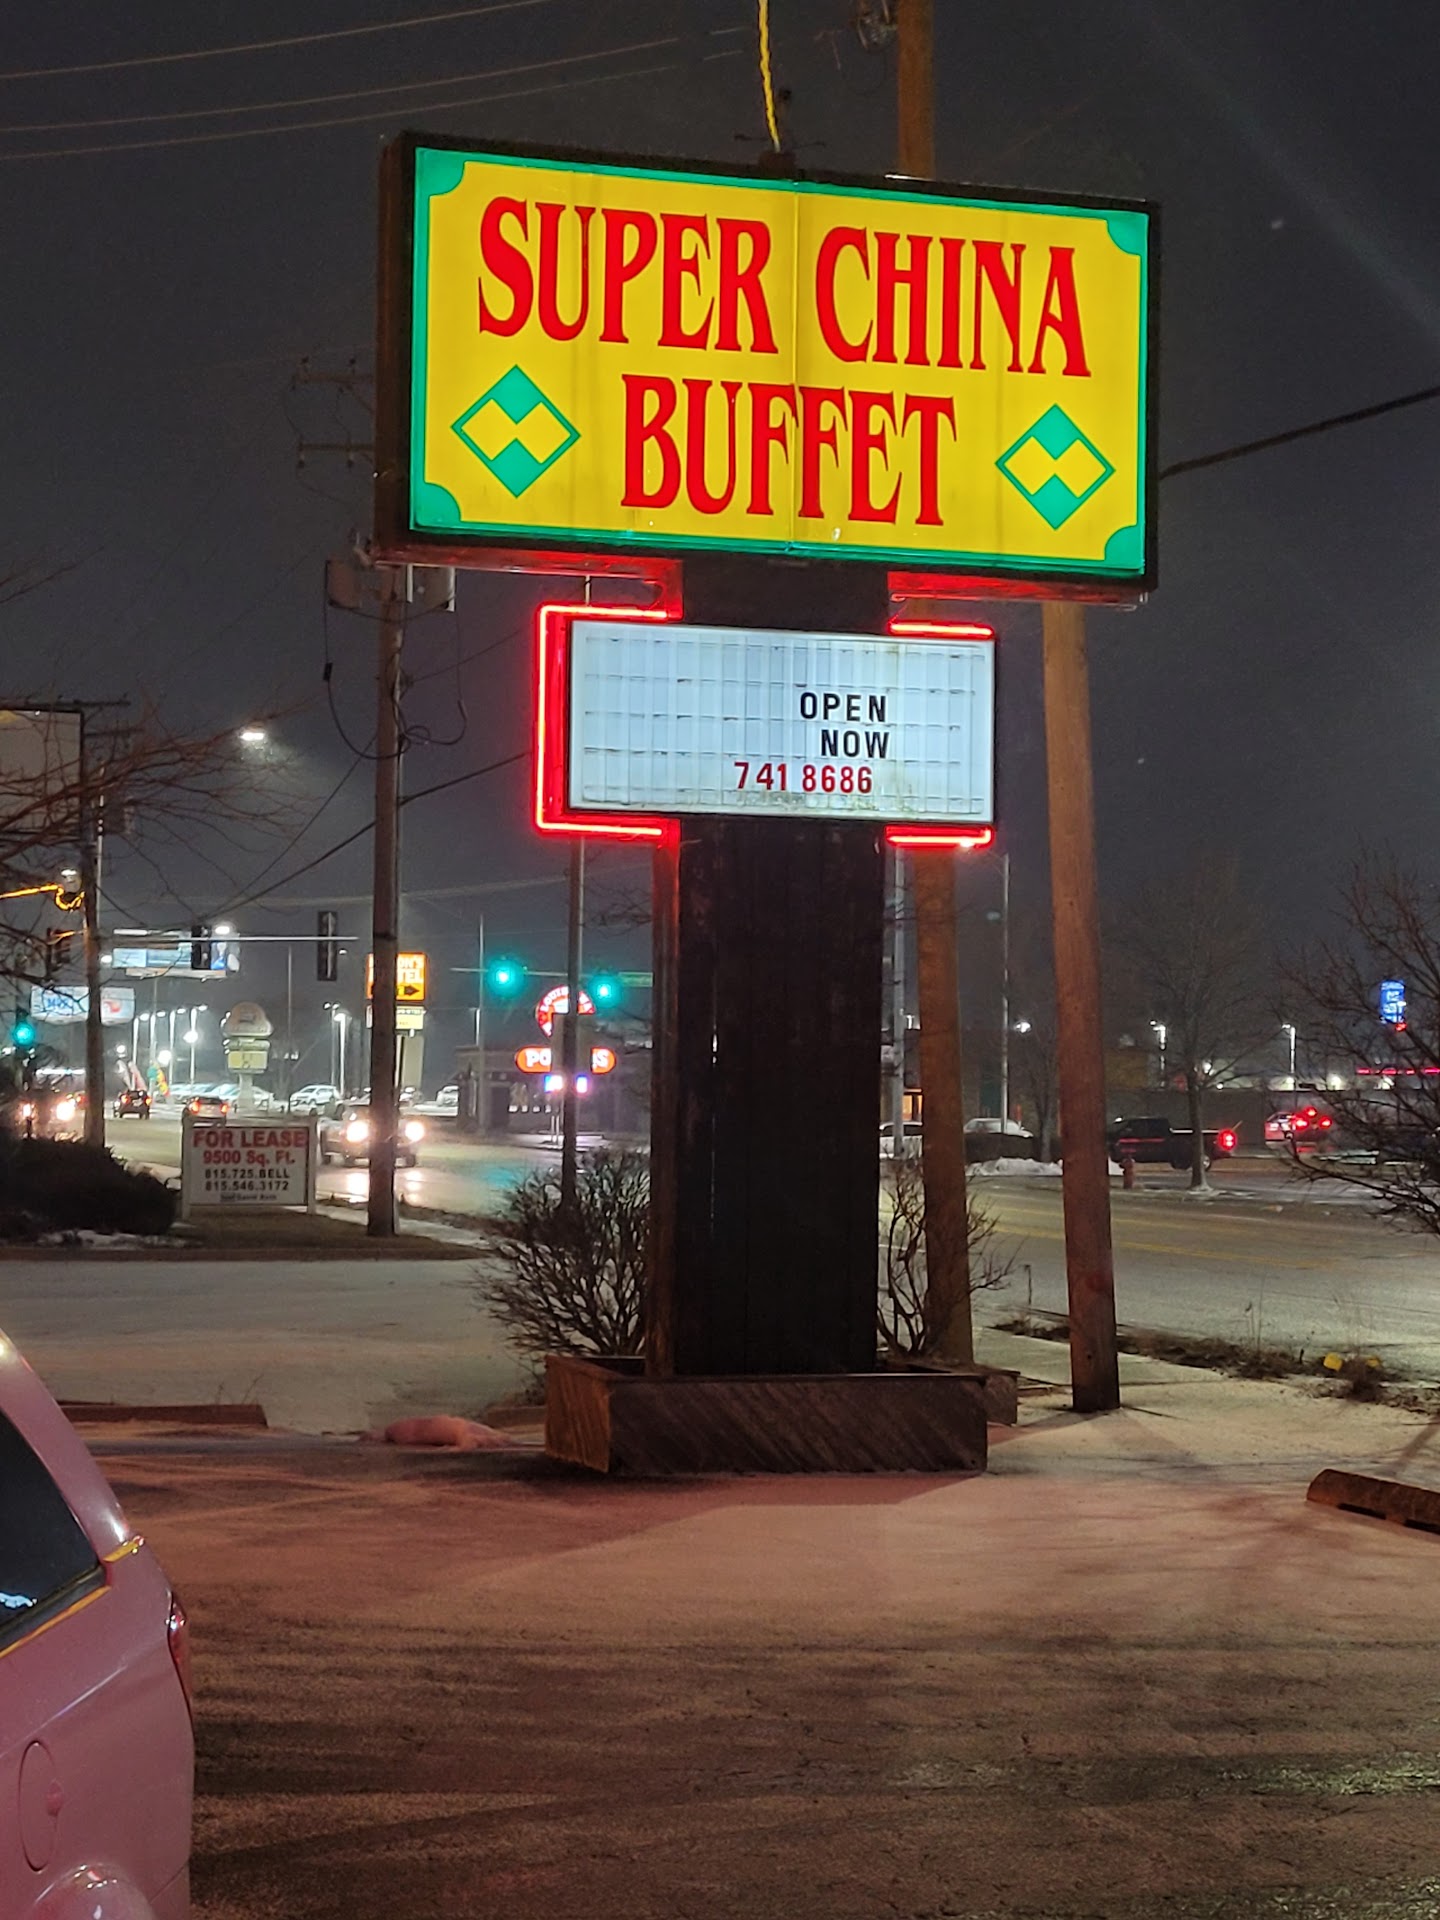 SUPER CHINA
BUFFET
OPEN
NOW
741 8686
FOR LEASE
9500 Sq. Ft.
815.725.BELL
815.546.3172